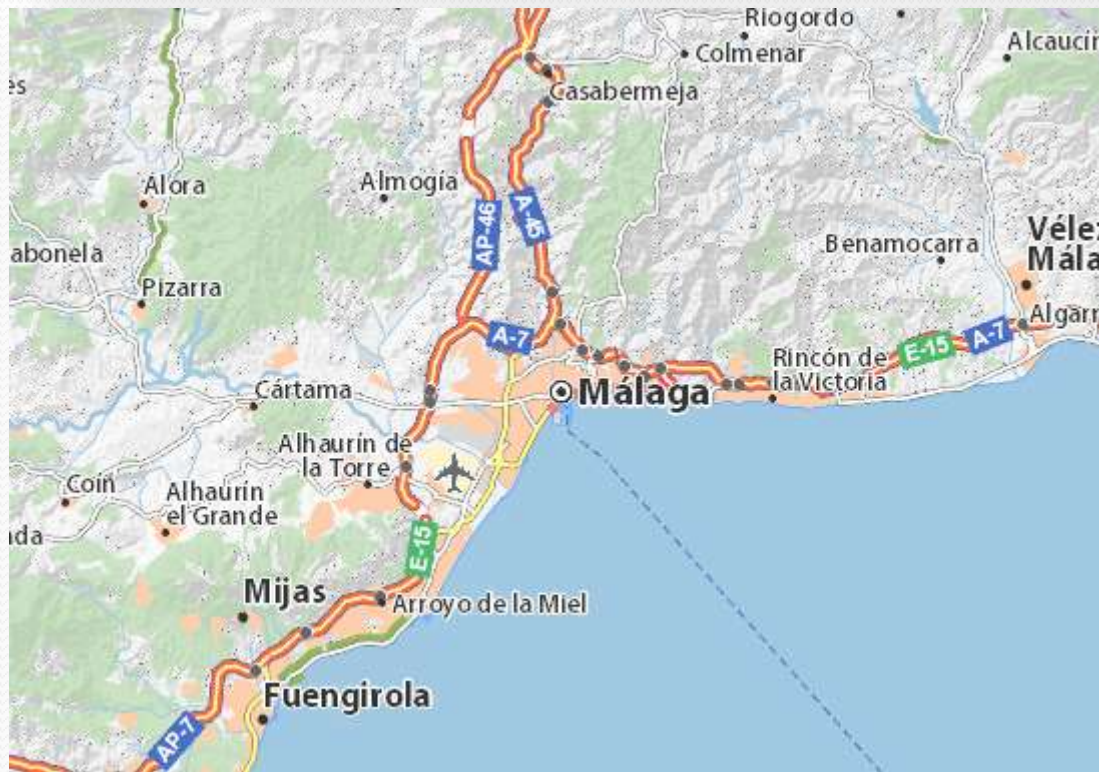 Riogordo
Colmenar
Alcaucín
es
Casabermeja
Alora
Almogía
AP-46
A-45
Vélez
Mála
Benamocarra
abonela
Pizarra
Algarr
A-7
E-15
A-7
Rincón de
la Victoria
Málaga
Cártama
Alhaurín de
la Torre
Coín
Alhaurín
el Grande
ada
E-15
Mijas
Arroyo de la Miel
Fuengirola
AP-7